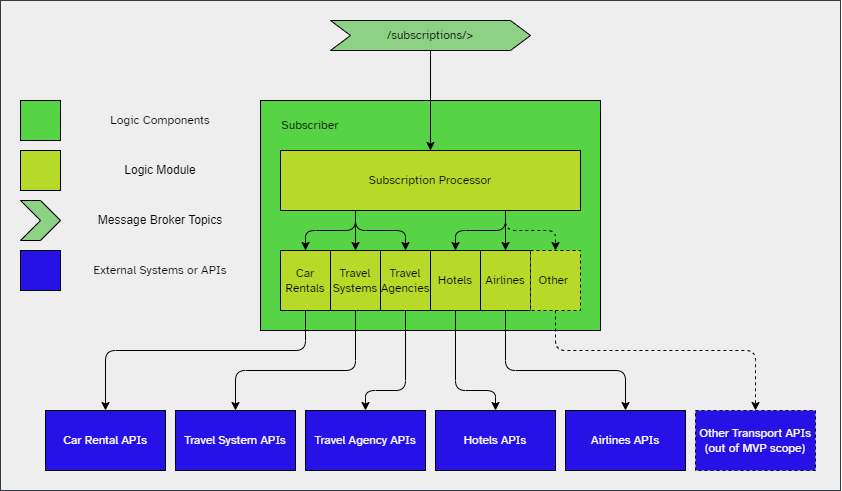 /subscriptions/>
Logic Components
Logic Module
Message Broker Topics
External Systems or APIs
Subscriber
Subscription Processor
Car
Rentals
Travel
Systems
Travel
Agencies
Hotels
Airlines
Other
Car Rental APIs
Travel System APIs
Travel Agency APIs
Hotels APIs
Airlines APIs
Other Transport APIs
(out of MVP scope)